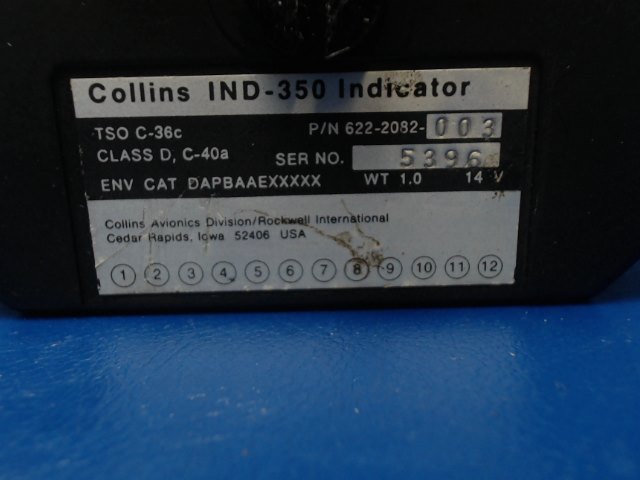 Collins IND-350 Indicator
TSO C-36c P/N 622-2082-003
CLASS D, C-40a SER NO. 5396
ENV CAT DAPBAAEXXXXX WT 1.0 14 V
Collins Avionics Division/Rockwell International
Cedar Rapids, Iowa 52406 USA
1 2 3 4 5 6 7 8 9 10 11 12